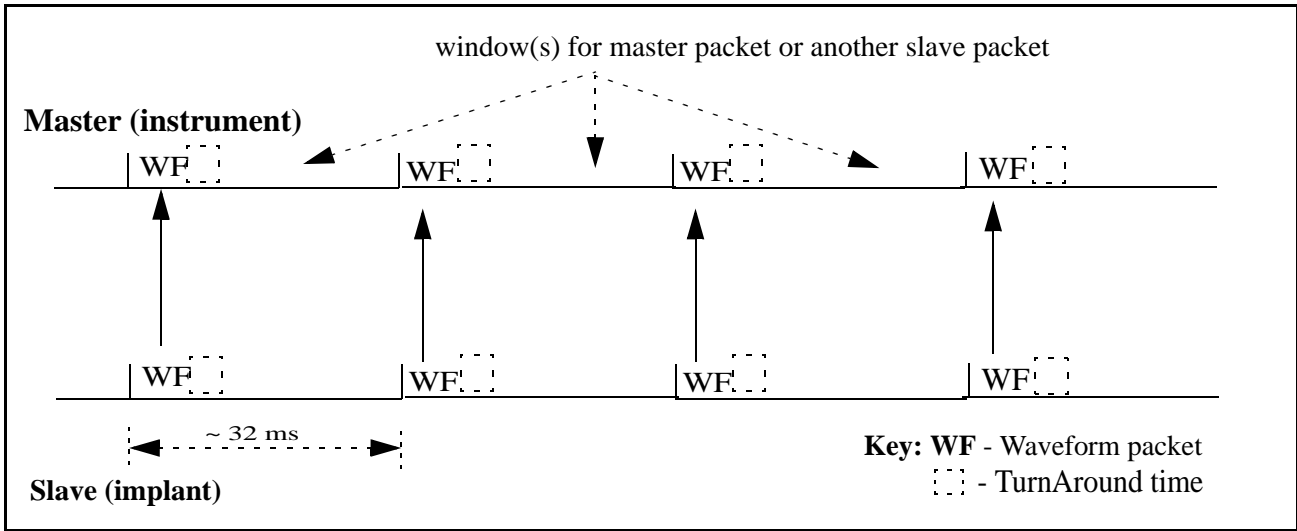 window(s) for master packet or another slave packet
Master (instrument)
WF WF WF WF
WF WF WF WF
~ 32 ms
Key: WF - Waveform packet
- TurnAround time
Slave (implant)